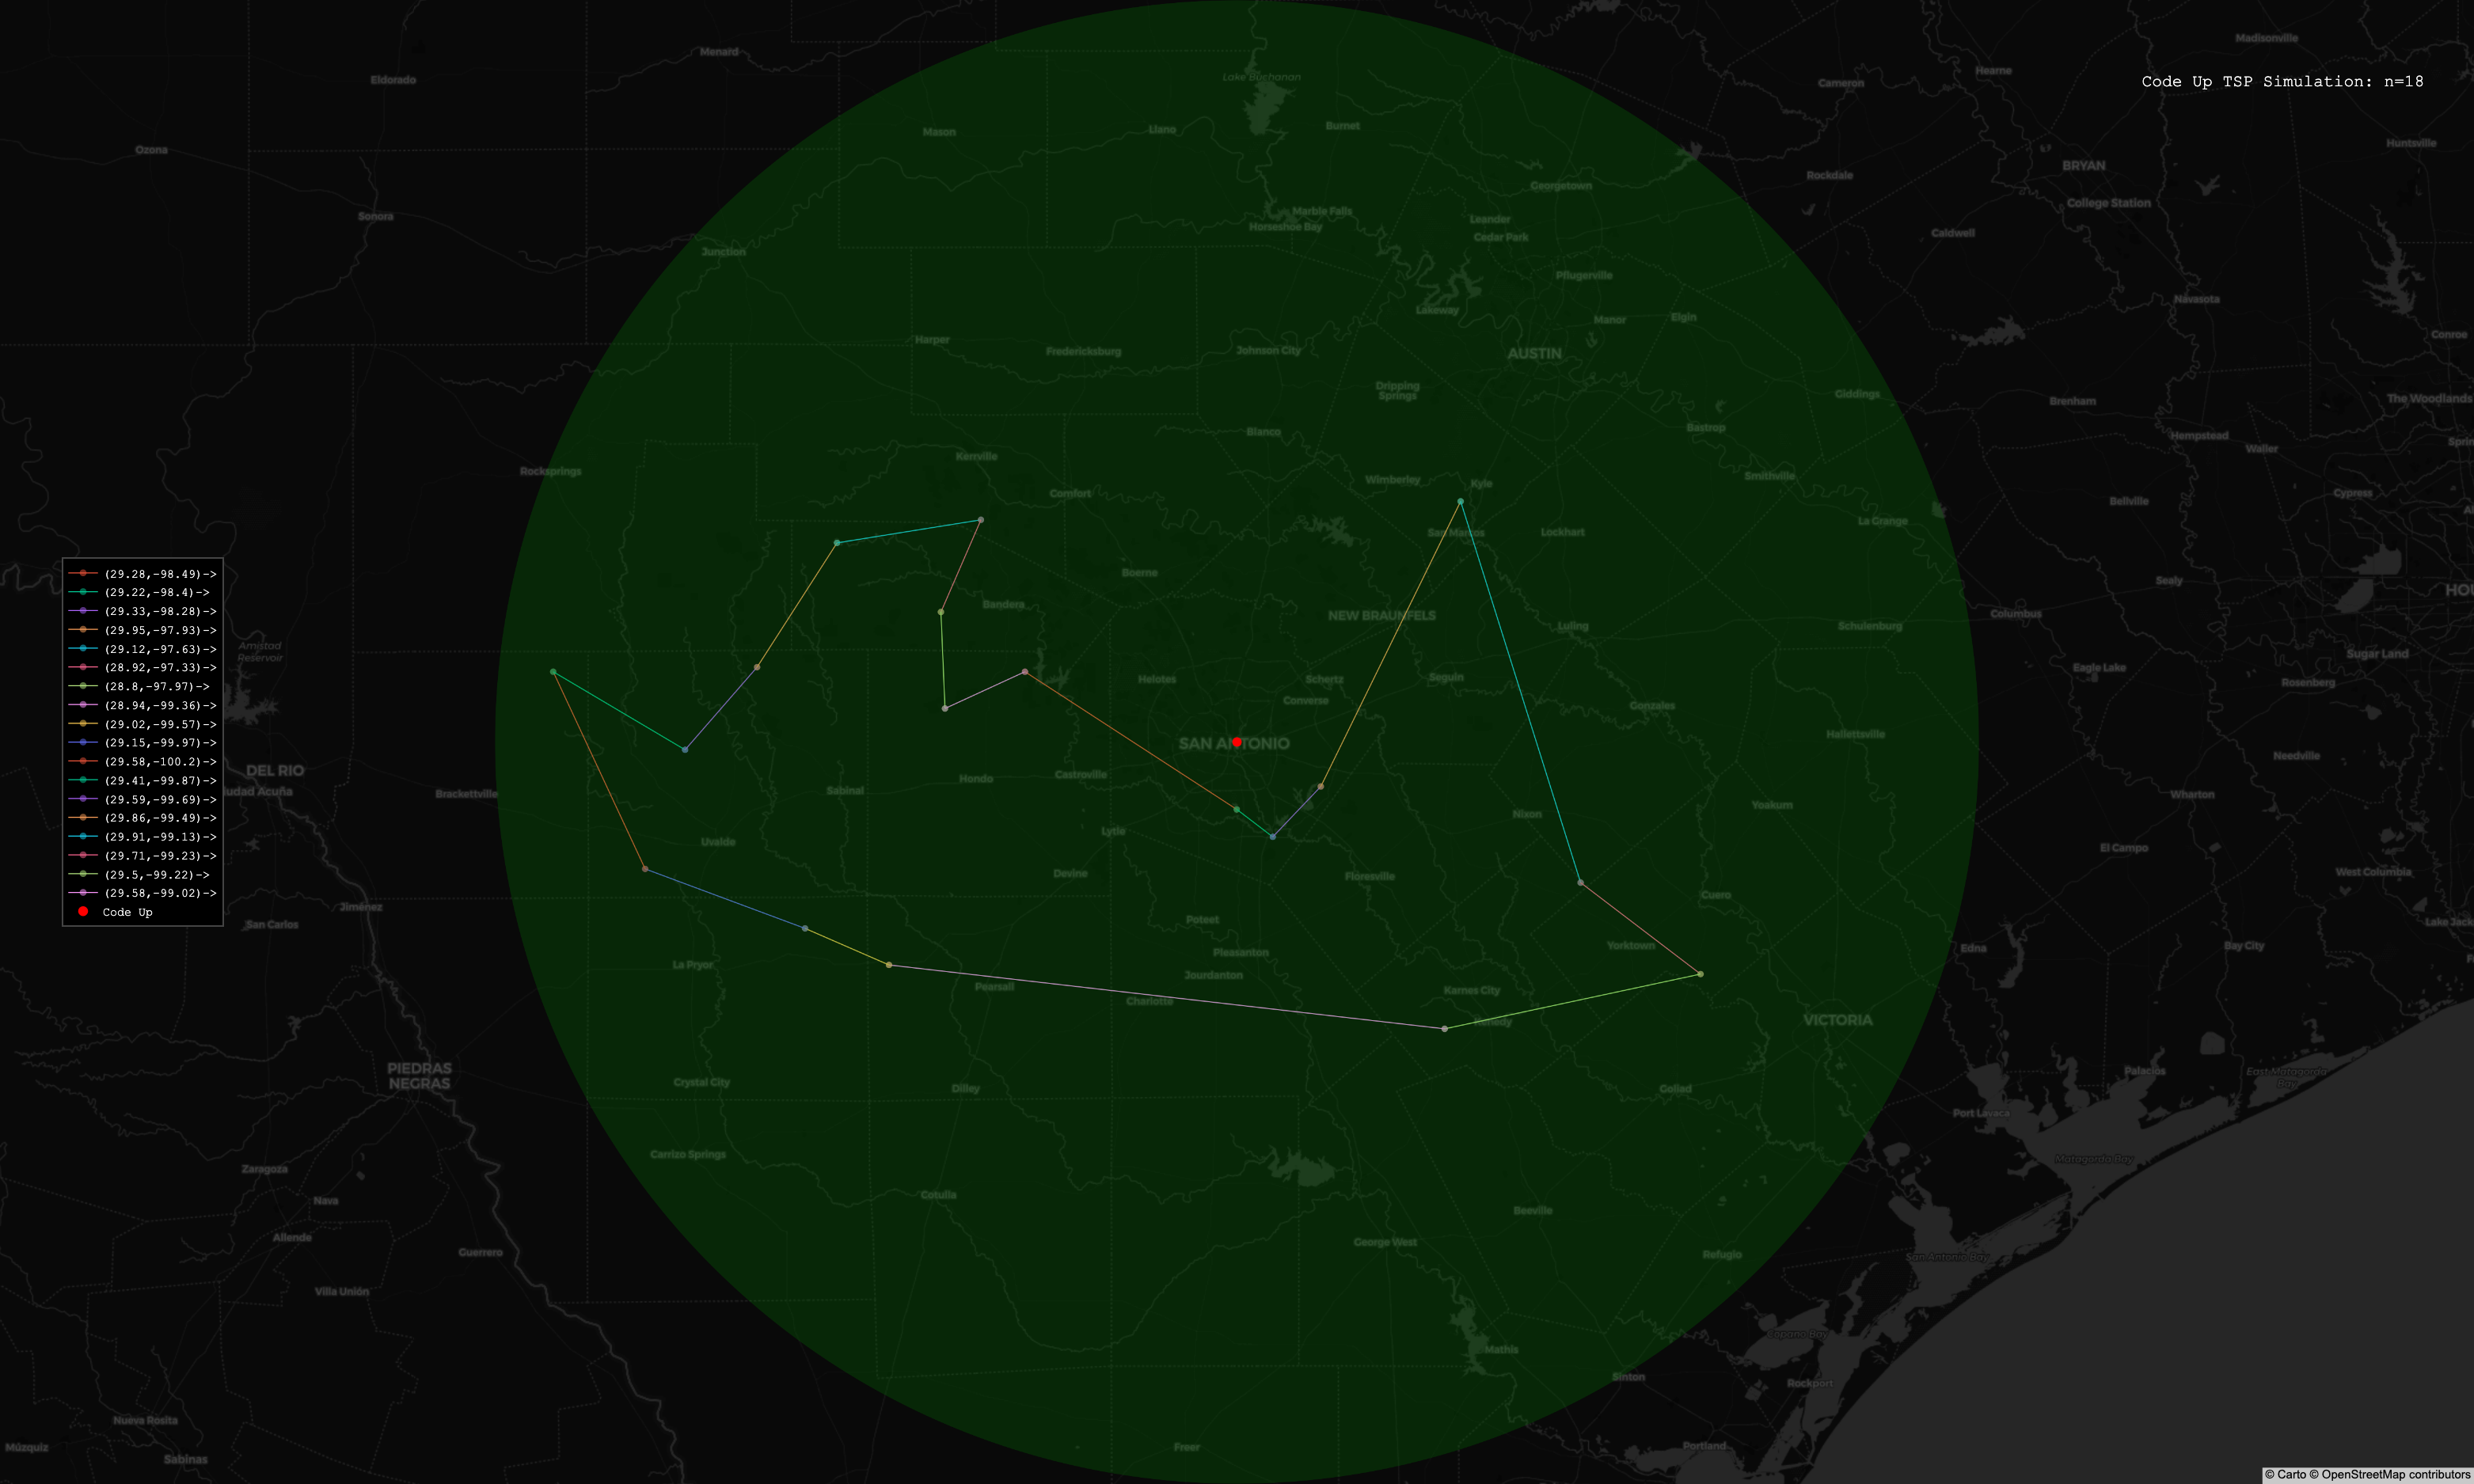 Menard
Madisonville
Eldorado
Lake Buchanan
Hearne
Code Up TSP Simulation: n=18
Cameron
Mason
Llano
Burnet
Huntsville
Ozona
BRYAN
Rockdale
Georgetown
College Station
Sonora
Marble Falls
Leander
Horseshoe Bay
Caldwell
Cedar Park
Junction
Pflugerville
Navasota
Lakeway
Manor
Elgin
Conroe
Harper
Fredericksburg
Johnson City
AUSTIN
Dripping
Springs
Giddings
The Woodlands
Brenham
Blanco
Bastrop
Hempstead
Sprin
Waller
Kerrville
Rocksprings
Wimberley
Kyle
Smithville
Comfort
Cypress
Bellville
La Grange
San Marcos
Lockhart
Boerne
Sealy
HOU
Bandera
NEW BRAUNFELS
Columbus
Luling
Schulenburg
Amistad
Reservoir
Sugar Land
Eagle Lake
Helotes
Schertz
Seguin
Rosenberg
Converse
Gonzales
Hallettsville
SAN ANTONIO
Needville
DEL RIO
Castroville
Hondo
Sabinal
udad Acuña
Brackettville
Wharton
Yoakum
Nixon
Lytle
Uvalde
El Campo
Devine
Floresville
West Columbia
Cuero
Jiménez
Poteet
San Carlos
Lake Jack
Yorktown
Bay City
Edna
Pleasanton
La Pryor
Jourdanton
Pearsall
Karnes City
Charlotte
Kenedy
VICTORIA
PIEDRAS
NEGRAS
Palacios
East Matagorda
Bay
Crystal City
Dilley
Goliad
Port Lavaca
Carrizo Springs
Matagorda Bay
Zaragoza
Cotulla
Nava
Beeville
Allende
George West
Guerrero
Refugio
San Antonio Bay
Villa Unión
Copano Bay
Mathis
Sinton
Rockport
Nueva Rosita
Múzquiz
Freer
Portland
Sabinas
(29.28,-98.49)->
(29.22,-98.4)->
(29.33,-98.28)->
(29.95,-97.93)->
(29.12,-97.63)->
(28.92,-97.33)->
(28.8,-97.97)->
(28.94,-99.36)->
(29.02,-99.57)->
(29.15,-99.97)->
(29.58,-100.2)->
(29.41,-99.87)->
(29.59,-99.69)->
(29.86,-99.49)->
(29.91,-99.13)->
(29.71,-99.23)->
(29.5,-99.22)->
(29.58,-99.02)->
Code Up
© Carto © OpenStreetMap contributors